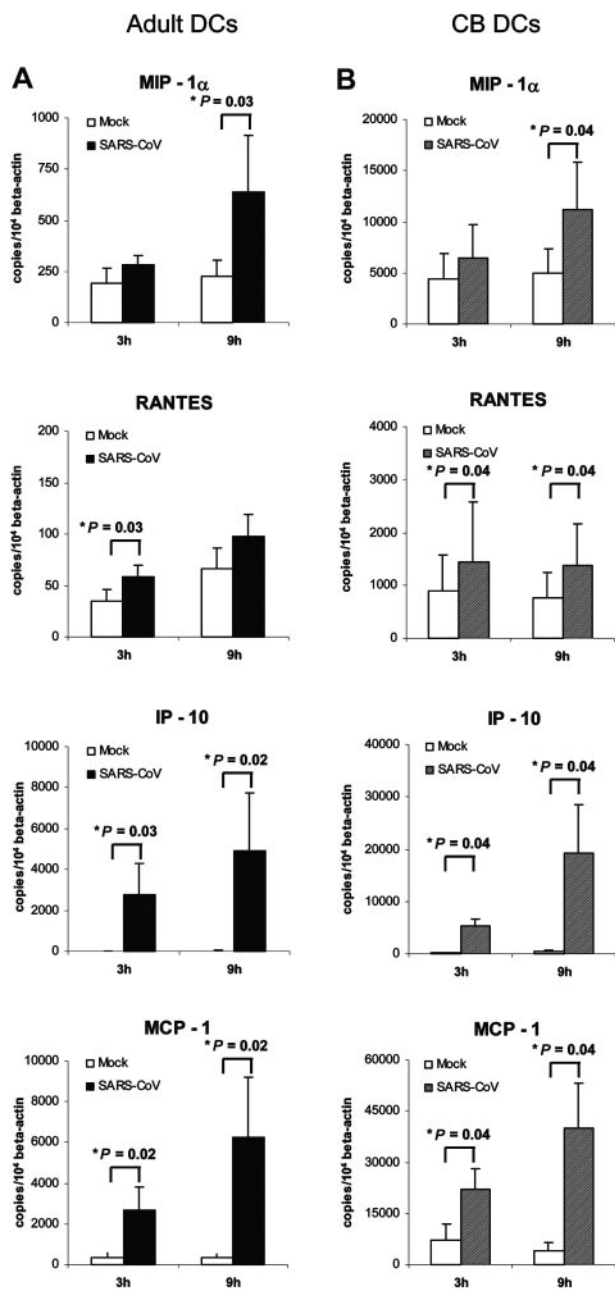 Adult DCs
A
MIP - 1α
* P = 0.03
Mock
SARS-CoV
copies/10⁴ beta-actin
1000
750
500
250
0
3h
9h
RANTES
Mock
SARS-CoV
* P = 0.03
copies/10⁴ beta-actin
200
150
100
50
0
3h
9h
IP - 10
Mock
SARS-CoV
* P = 0.02
* P = 0.03
copies/10⁴ beta-actin
10000
8000
6000
4000
2000
0
3h
9h
MCP - 1
Mock
SARS-CoV
* P = 0.02
* P = 0.02
copies/10⁴ beta-actin
10000
8000
6000
4000
2000
0
3h
9h
CB DCs
B
MIP - 1α
Mock
SARS-CoV
* P = 0.04
copies/10⁴ beta-actin
20000
15000
10000
5000
0
3h
9h
RANTES
Mock
SARS-CoV
* P = 0.04
* P = 0.04
copies/10⁴ beta-actin
4000
3000
2000
1000
0
3h
9h
IP - 10
Mock
SARS-CoV
* P = 0.04
* P = 0.04
copies/10⁴ beta-actin
40000
30000
20000
10000
0
3h
9h
MCP - 1
Mock
SARS-CoV
* P = 0.04
* P = 0.04
copies/10⁴ beta-actin
60000
45000
30000
15000
0
3h
9h